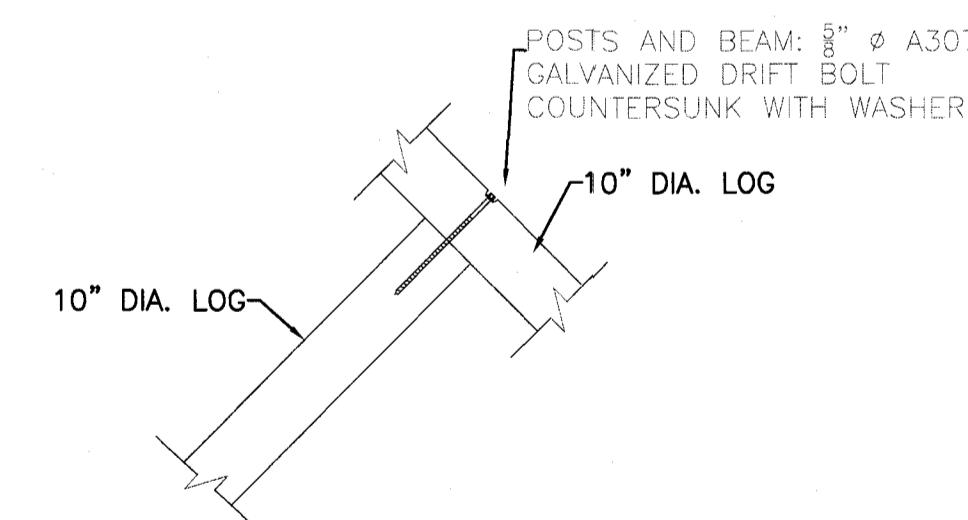 POSTS AND BEAM: 5/8" ⌀ A307
GALVANIZED DRIFT BOLT
COUNTERSUNK WITH WASHER
10" DIA. LOG
10" DIA. LOG